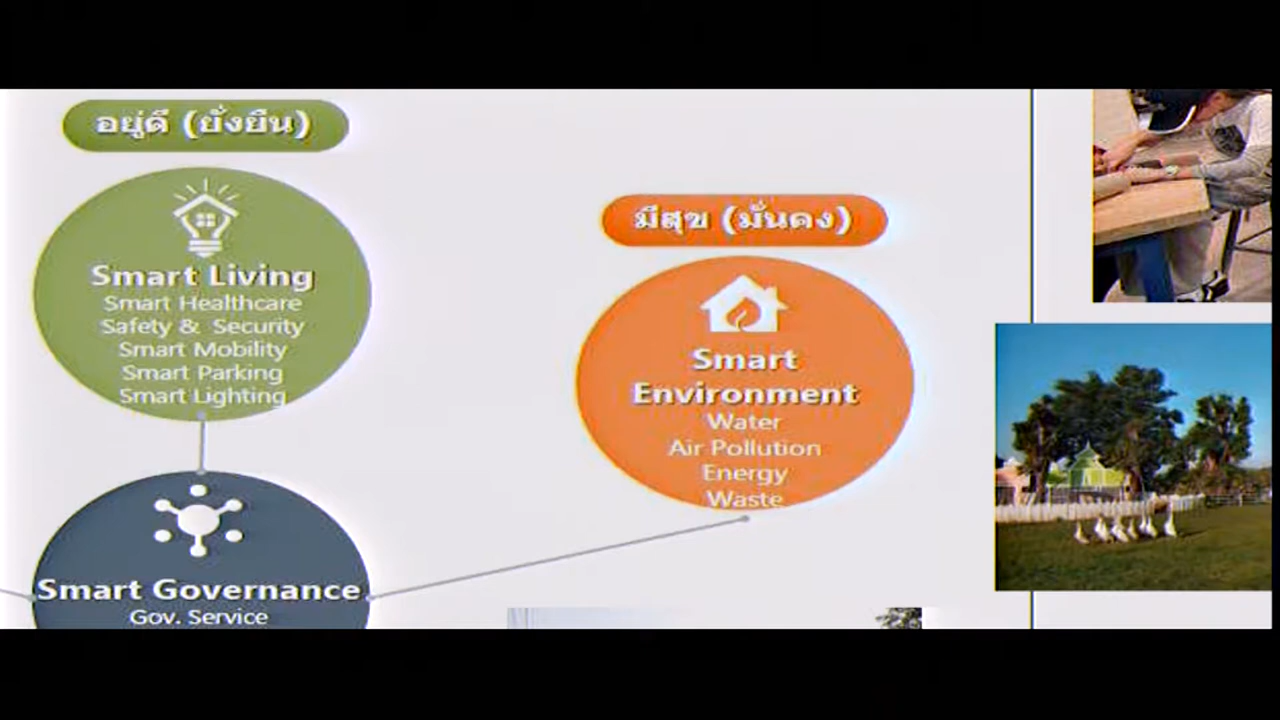 อยู่ดี (ยั่งยืน)
Smart Living
Smart Healthcare
Safety & Security
Smart Mobility
Smart Parking
Smart Lighting
มีสุข (มั่นคง)
Smart
Environment
Water
Air Pollution
Energy
Waste
Smart Governance
Gov. Service